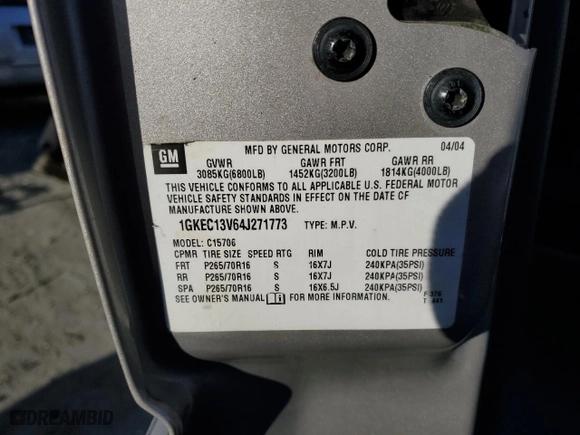 GM
MFD BY GENERAL MOTORS CORP. 04/04
GVWR GAWR FRT GAWR RR
3085KG(6800LB) 1452KG(3200LB) 1814KG(4000LB)
THIS VEHICLE CONFORMS TO ALL APPLICABLE U.S. FEDERAL MOTOR
VEHICLE SAFETY STANDARDS IN EFFECT ON THE DATE OF
MANUFACTURE SHOWN ABOVE.
1GKEC13V64J271773 TYPE: M.P.V.
MODEL: C15706
CPMR TIRE SIZE SPEED RTG RIM COLD TIRE PRESSURE
FRT P265/70R16 S 16X7J 240KPA(35PSI)
RR P265/70R16 S 16X7J 240KPA(35PSI)
SPA P265/70R16 S 16X6.5J 240KPA(35PSI)
SEE OWNER'S MANUAL FOR MORE INFORMATION
DREAMBID